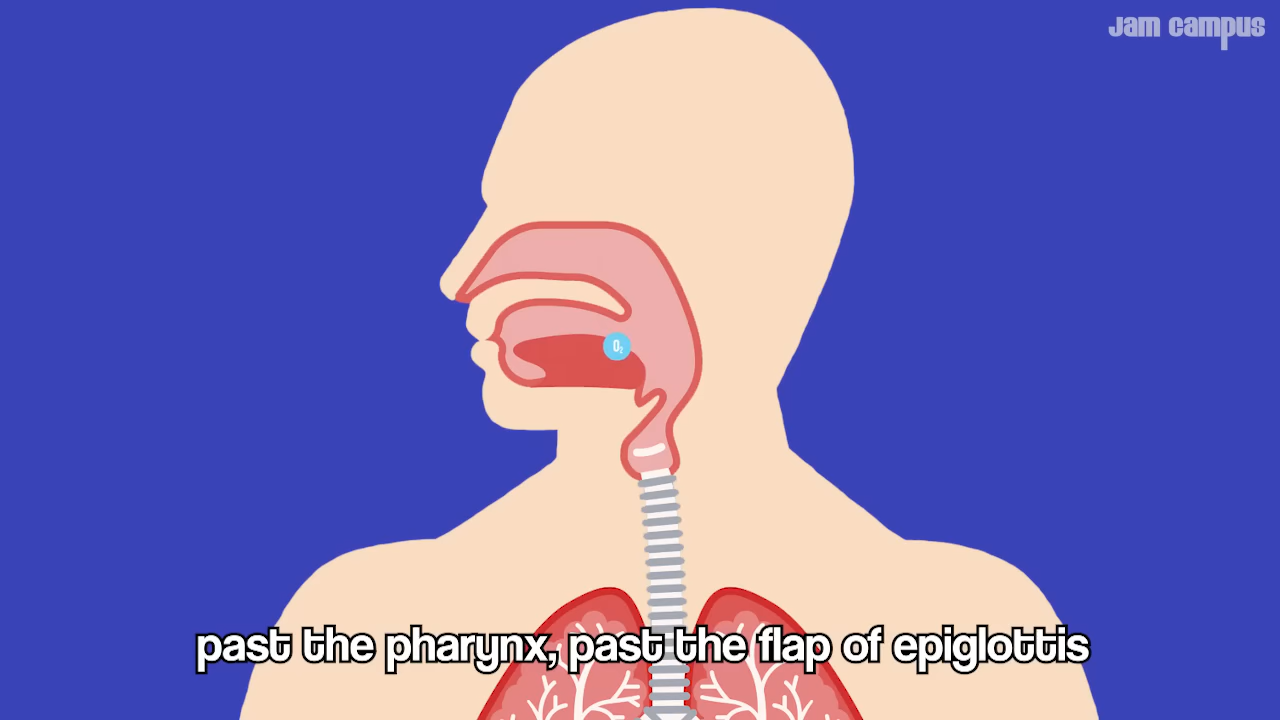 Jam campus
O₂
past the pharynx, past the flap of epiglottis